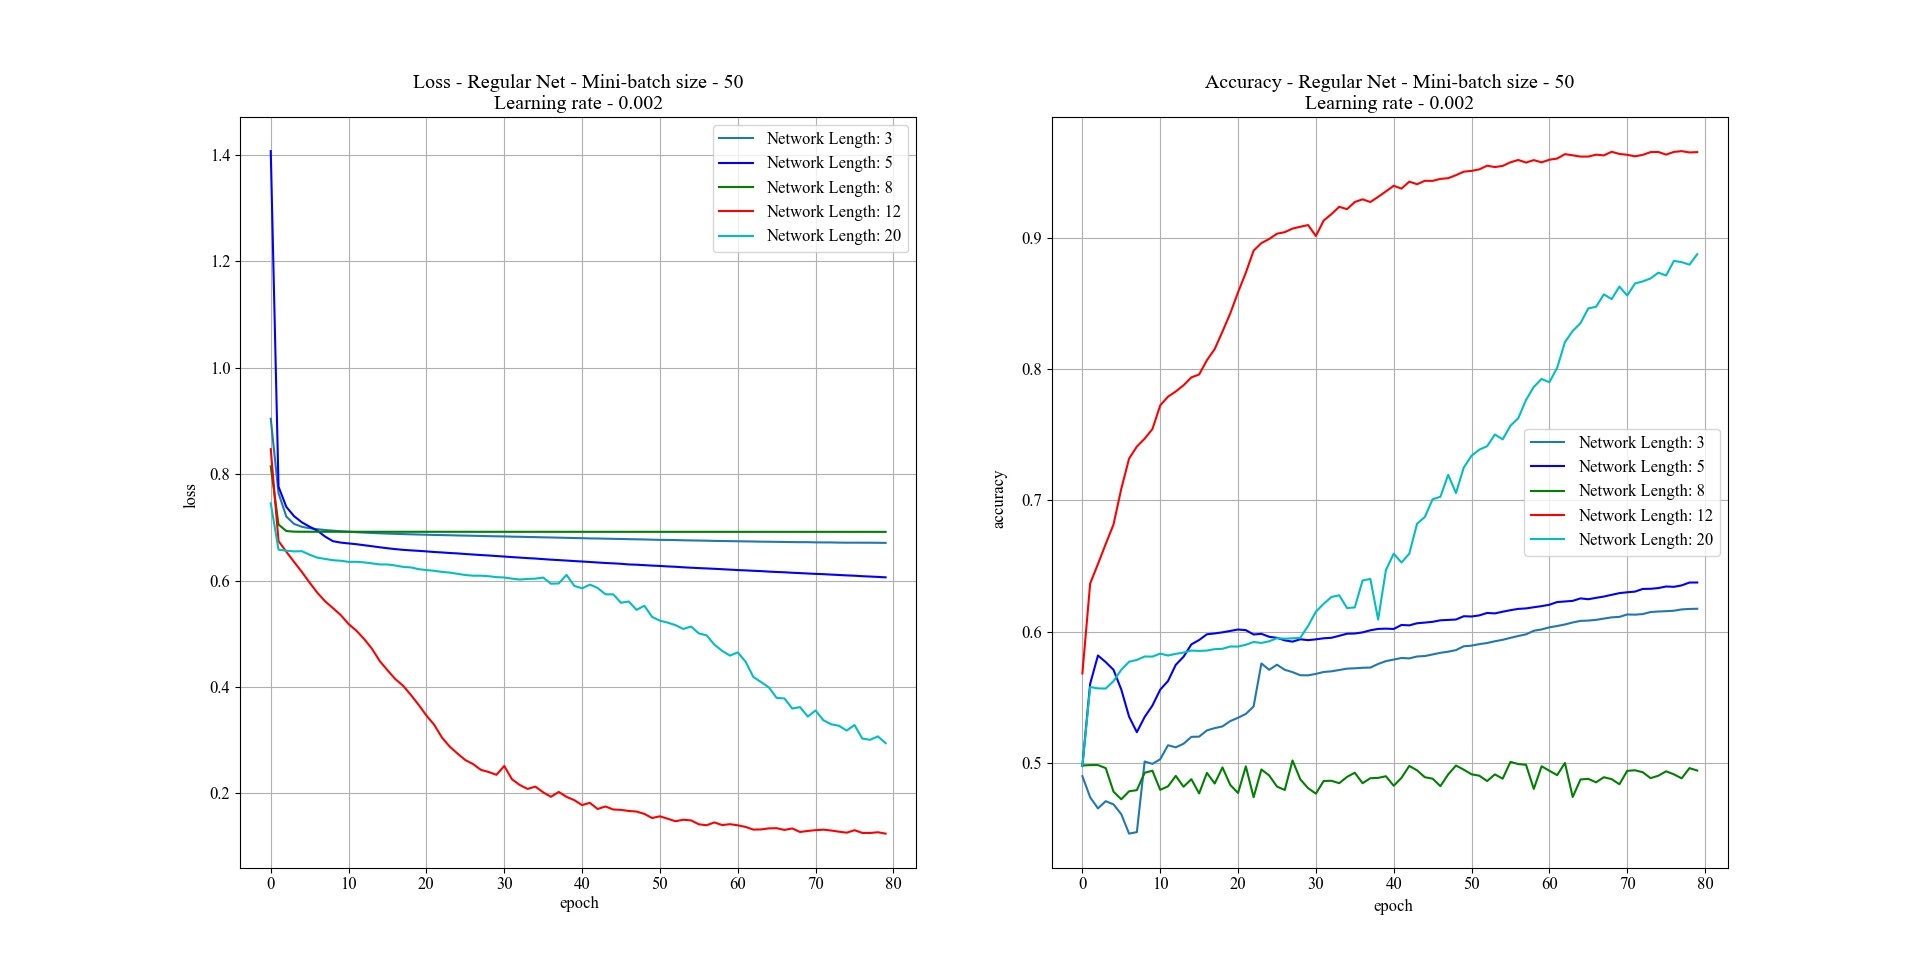 Loss - Regular Net - Mini-batch size - 50
Learning rate - 0.002
Network Length: 3
Network Length: 5
Network Length: 8
Network Length: 12
Network Length: 20
1.4
1.2
1.0
0.8
0.6
0.4
0.2
loss
0 10 20 30 40 50 60 70 80
epoch
Accuracy - Regular Net - Mini-batch size - 50
Learning rate - 0.002
0.9
0.8
0.7
0.6
0.5
accuracy
Network Length: 3
Network Length: 5
Network Length: 8
Network Length: 12
Network Length: 20
0 10 20 30 40 50 60 70 80
epoch